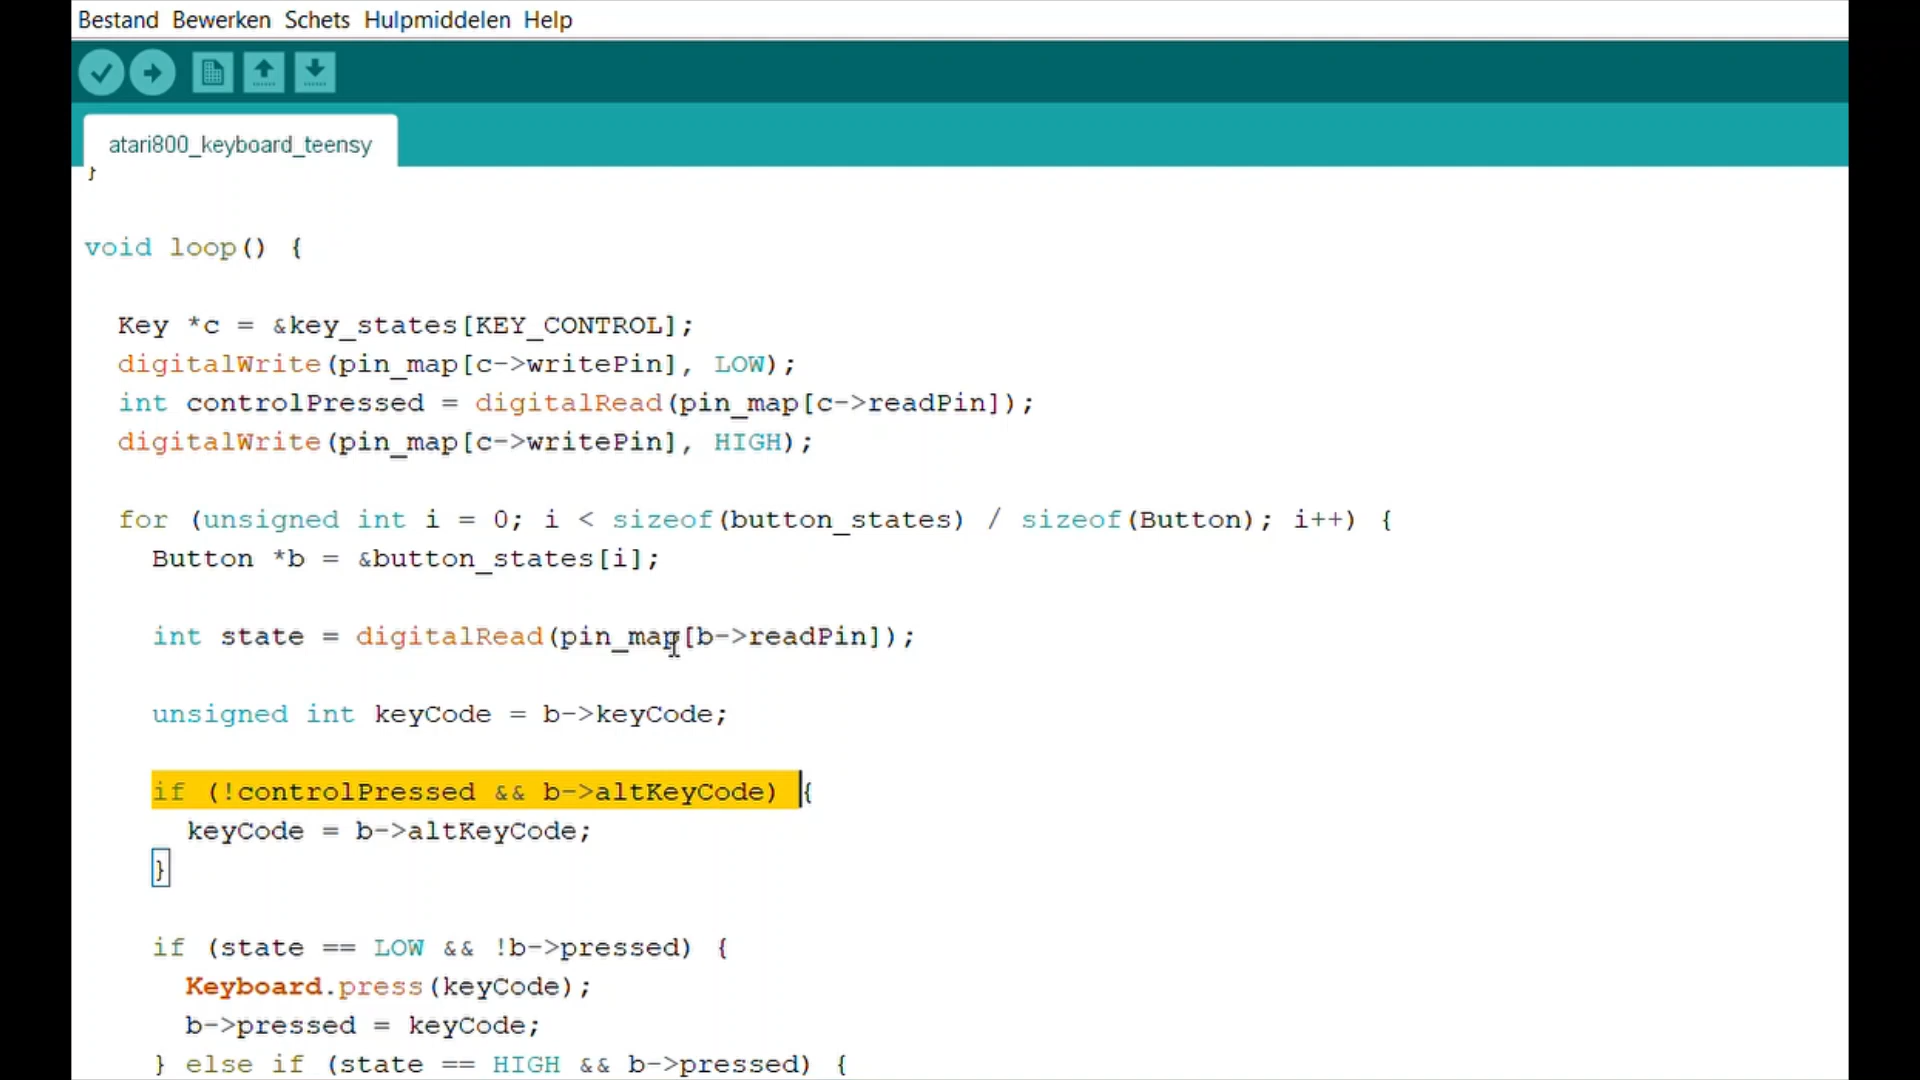 Bestand Bewerken Schets Hulpmiddelen Help
atari800_keyboard_teensy
}
void loop() {
Key *c = &key_states[KEY_CONTROL];
digitalWrite(pin_map[c->writePin], LOW);
int controlPressed = digitalRead(pin_map[c->readPin]);
digitalWrite(pin_map[c->writePin], HIGH);
for (unsigned int i = 0; i < sizeof(button_states) / sizeof(Button); i++) {
Button *b = &button_states[i];
int state = digitalRead(pin_map[b->readPin]);
unsigned int keyCode = b->keyCode;
if (!controlPressed && b->altKeyCode) {
keyCode = b->altKeyCode;
}
if (state == LOW && !b->pressed) {
Keyboard.press(keyCode);
b->pressed = keyCode;
} else if (state == HIGH && b->pressed) {